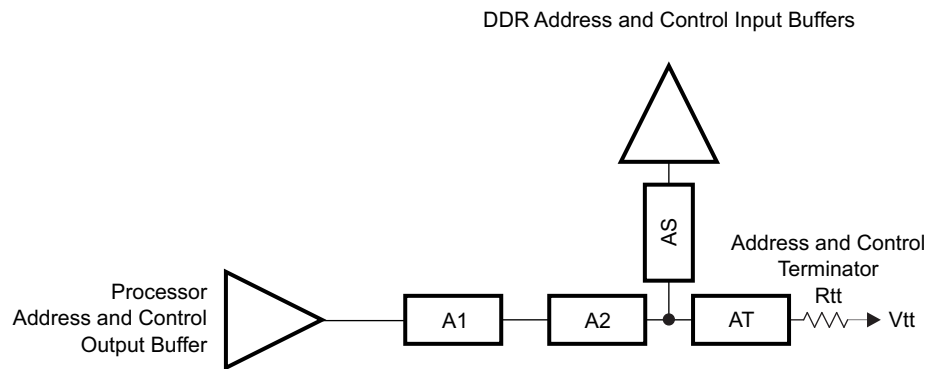 DDR Address and Control Input Buffers
AS
Address and Control
Terminator
Rtt
Processor
Address and Control
Output Buffer
A1
A2
AT
Vtt